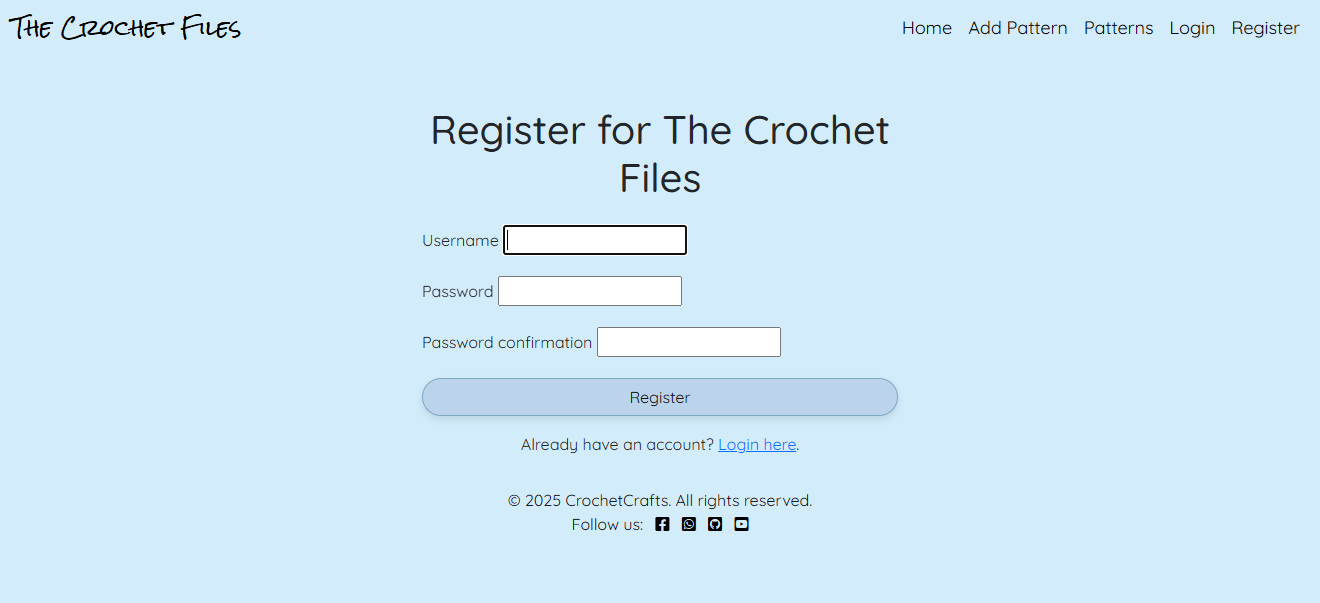 The Crochet Files
Home Add Pattern Patterns Login Register
Register for The Crochet
Files
Username
Password
Password confirmation
Register
Already have an account? Login here.
© 2025 CrochetCrafts. All rights reserved.
Follow us: